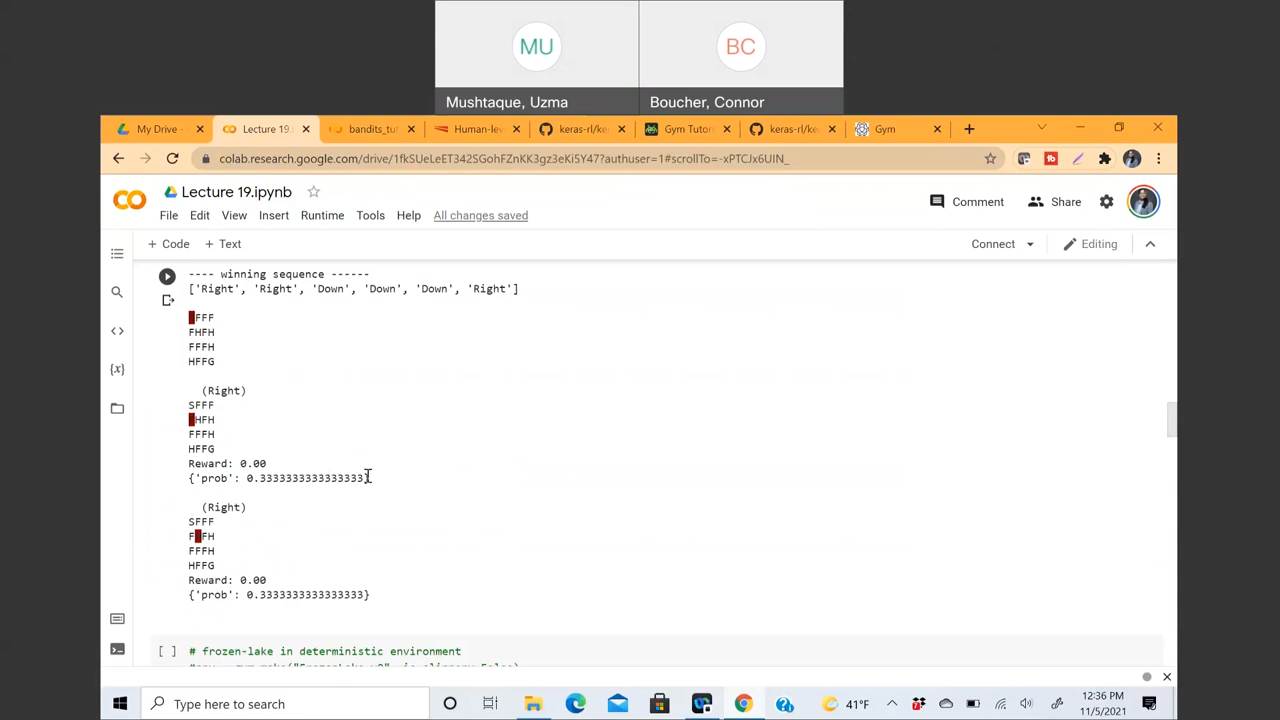 MU
BC
Mushtaque, Uzma
Boucher, Connor
My Drive -
Lecture 19.
bandits_tut
Human-lev
keras-rl/ke
Gym Tutor
keras-rl/ke
Gym
colab.research.google.com/drive/1fkSUeLeET342SGohFZnKK3gz3eKi5Y47?authuser=1#scrollTo=-xPTCJx6UIN_
Lecture 19.ipynb
File Edit View Insert Runtime Tools Help All changes saved
Comment Share
+ Code + Text
Connect Editing
---- winning sequence ------
['Right', 'Right', 'Down', 'Down', 'Down', 'Right']
FFF
FHFH
FFFH
HFFG
(Right)
SFFF
HFH
FFFH
HFFG
Reward: 0.00
{'prob': 0.3333333333333333}
(Right)
SFFF
F FH
FFFH
HFFG
Reward: 0.00
{'prob': 0.3333333333333333}
[ ] # frozen-lake in deterministic environment
Type here to search
41°F
12:36 PM
11/5/2021